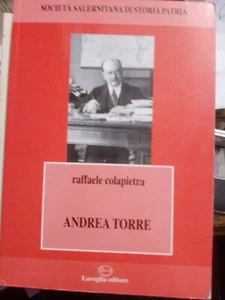 SOCIETÀ SALERNITANA DI STORIA PATRIA
raffaele colapietra
ANDREA TORRE
Laveglia editore